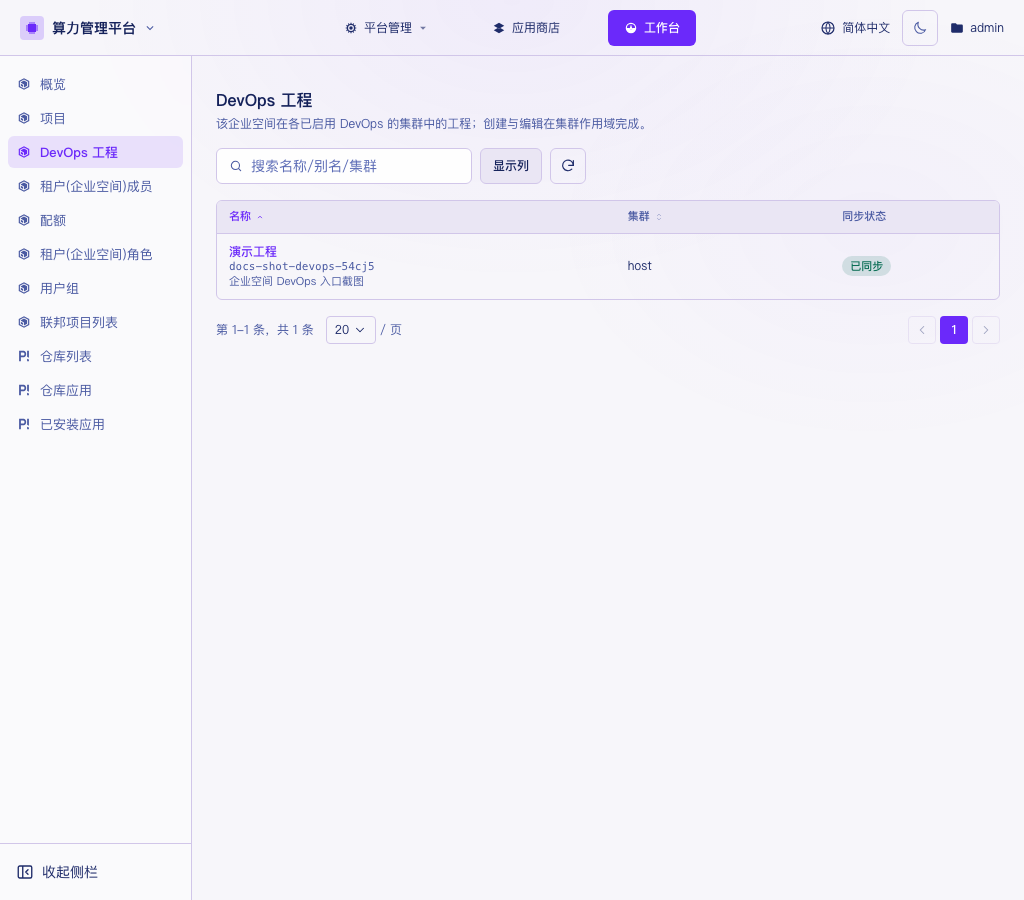 算力管理平台
平台管理
应用商店
工作台
简体中文
admin
概览
项目
DevOps 工程
租户(企业空间)成员
配额
租户(企业空间)角色
用户组
联邦项目列表
P! 仓库列表
P! 仓库应用
P! 已安装应用
收起侧栏
DevOps 工程
该企业空间在各已启用 DevOps 的集群中的工程；创建与编辑在集群作用域完成。
搜索名称/别名/集群
显示列
名称 集群 同步状态
演示工程
docs-shot-devops-54cj5
企业空间 DevOps 入口截图
host
已同步
第 1–1 条，共 1 条 20 / 页
1